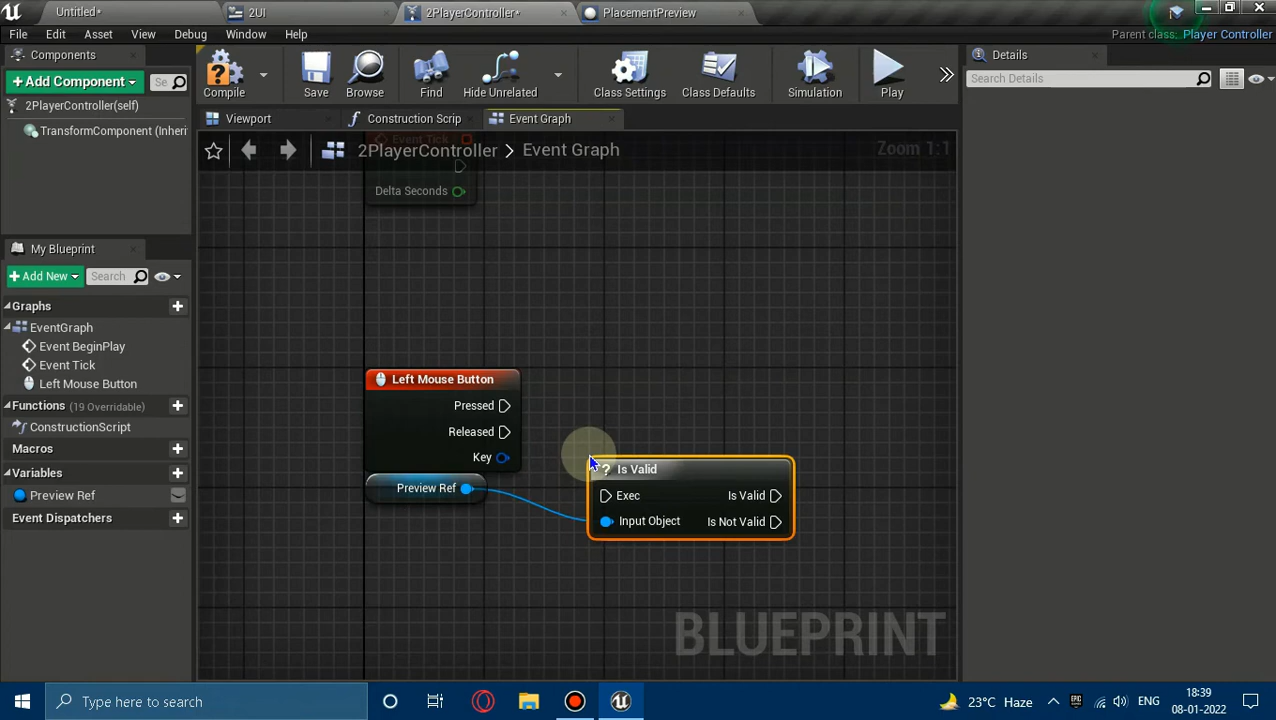 Untitled*
2UI
2PlayerController*
PlacementPreview
File
Edit
Asset
View
Debug
Window
Help
Parent class: Player Controller
Components
Add Component
Se
2PlayerController(self)
TransformComponent (Inheri
Compile
Save
Browse
Find
Hide Unrelated
Class Settings
Class Defaults
Simulation
Play
Details
Search Details
Viewport
Construction Scrip
Event Graph
2PlayerController > Event Graph
Zoom 1:1
Event Tick
Delta Seconds
My Blueprint
Add New
Search
Graphs
EventGraph
Event BeginPlay
Event Tick
Left Mouse Button
Functions (19 Overridable)
ConstructionScript
Macros
Variables
Preview Ref
Event Dispatchers
Left Mouse Button
Pressed
Released
Key
Preview Ref
? Is Valid
Exec
Is Valid
Input Object
Is Not Valid
BLUEPRINT
Type here to search
23°C Haze
EPIC
ENG
18:39
08-01-2022